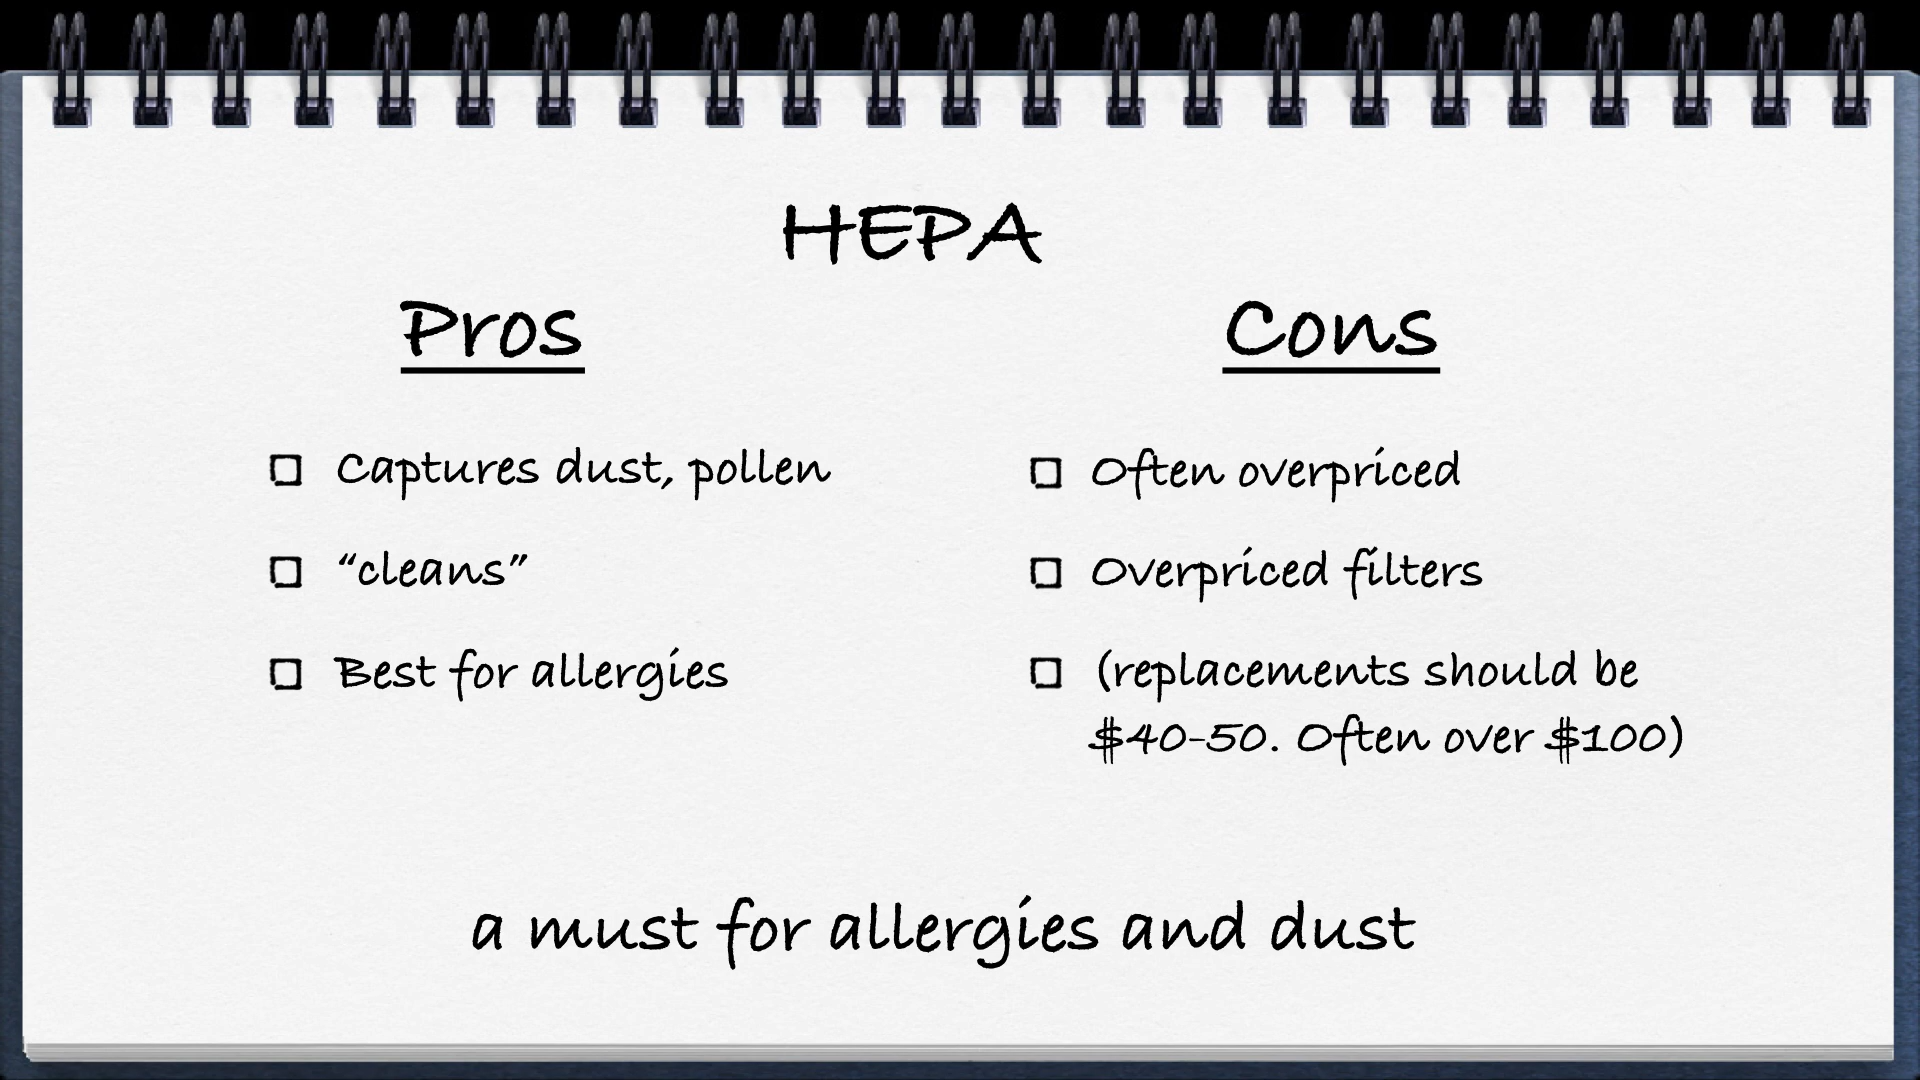 HEPA
Pros
Captures dust, pollen
“cleans”
Best for allergies
Cons
Often overpriced
Overpriced filters
(replacements should be
$40-50. Often over $100)
a must for allergies and dust